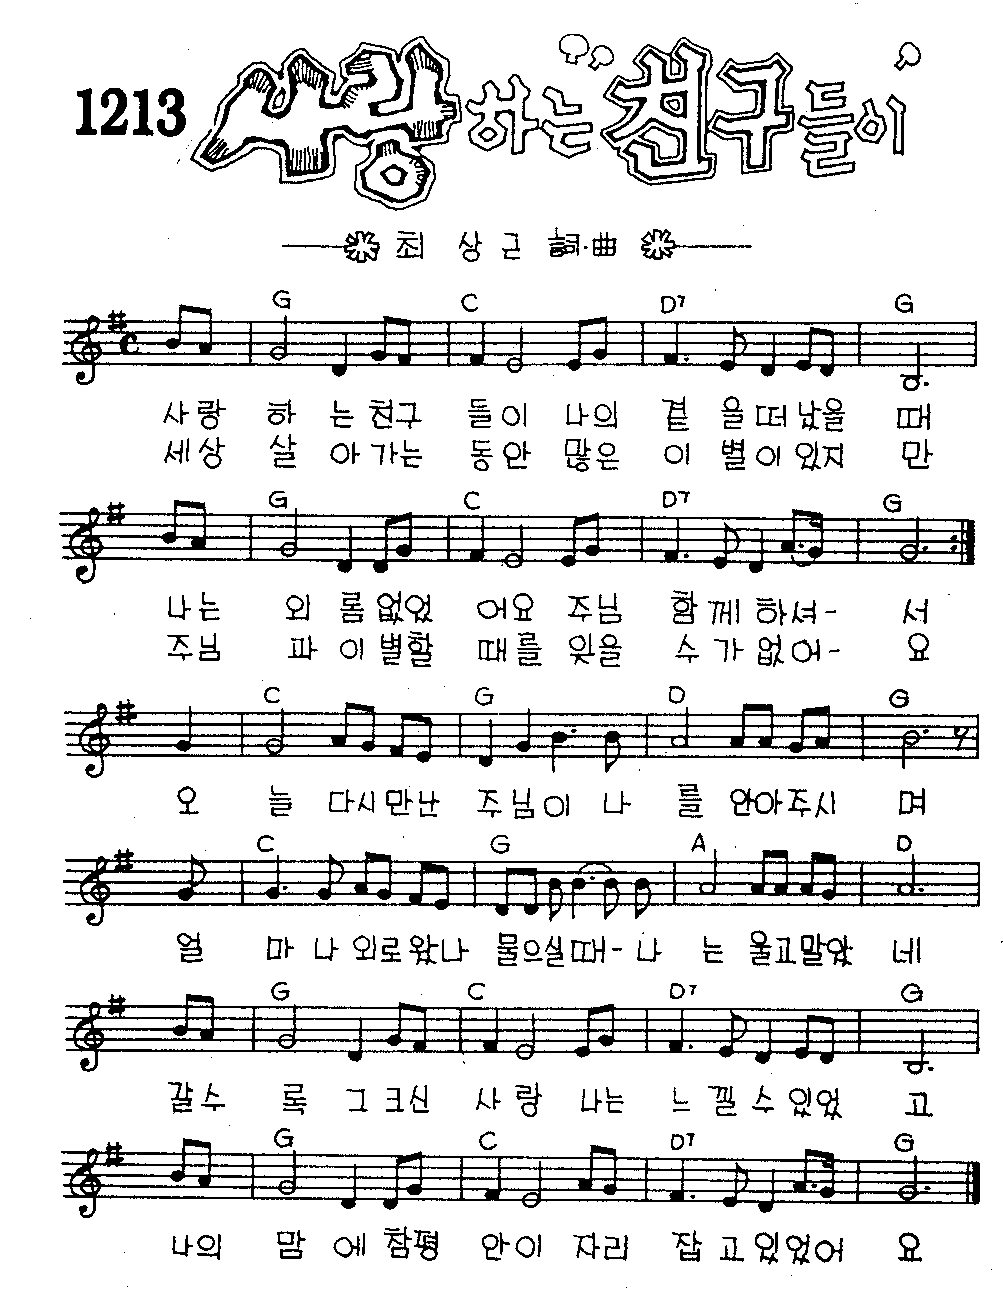 1213 사랑하는 친구들이
최 상 근 詞·曲
G C D7 G
사랑 하 는 친구 들이 나의 곁 을떠났을 때
세상 살 아가는 동안 많은 이 별이있지 만
G C D7 G
나는 외 롬없었 어요 주님 함께하셔- 서
주님 파 이별할 때를 잊을 수가없어- 요
C G D G
오 늘 다시만난 주님이 나 를 안아주시 며
C G A D
얼 마 나 외로왔나 물으실때- 나 는 울고말았 네
G C D7 G
갈수 록 그 크신 사 랑 나는 느 낄 수 있었 고
G C D7 G
나의 맘 에 참평 안이 자리 잡 고있었어 요